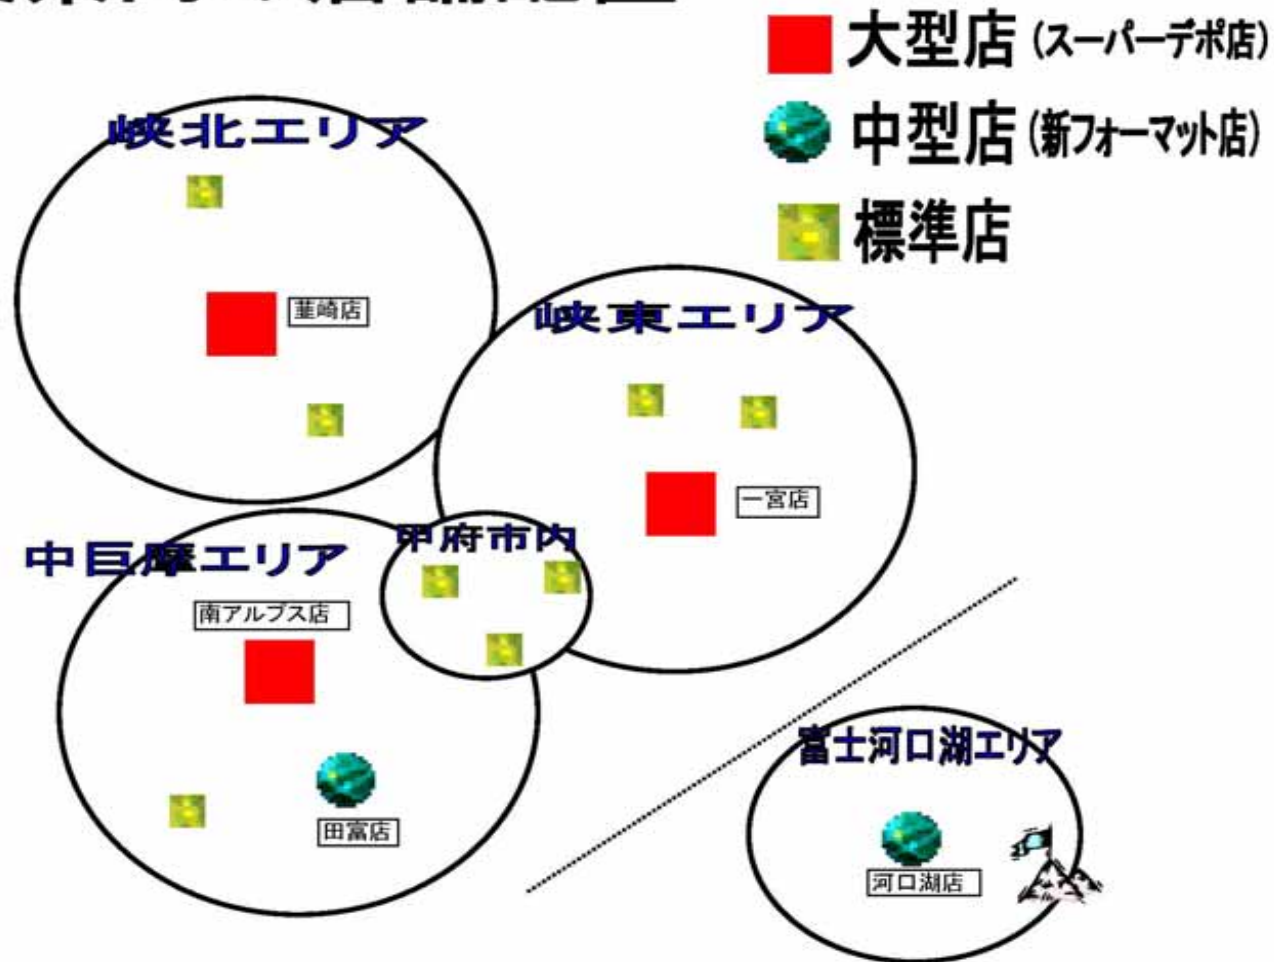 大型店(スーパーデポ店)
中型店(新フォーマット店)
標準店
峡北エリア
韮崎店
峡東エリア
一宮店
甲府市内
中巨摩エリア
南アルプス店
田富店
富士河口湖エリア
河口湖店